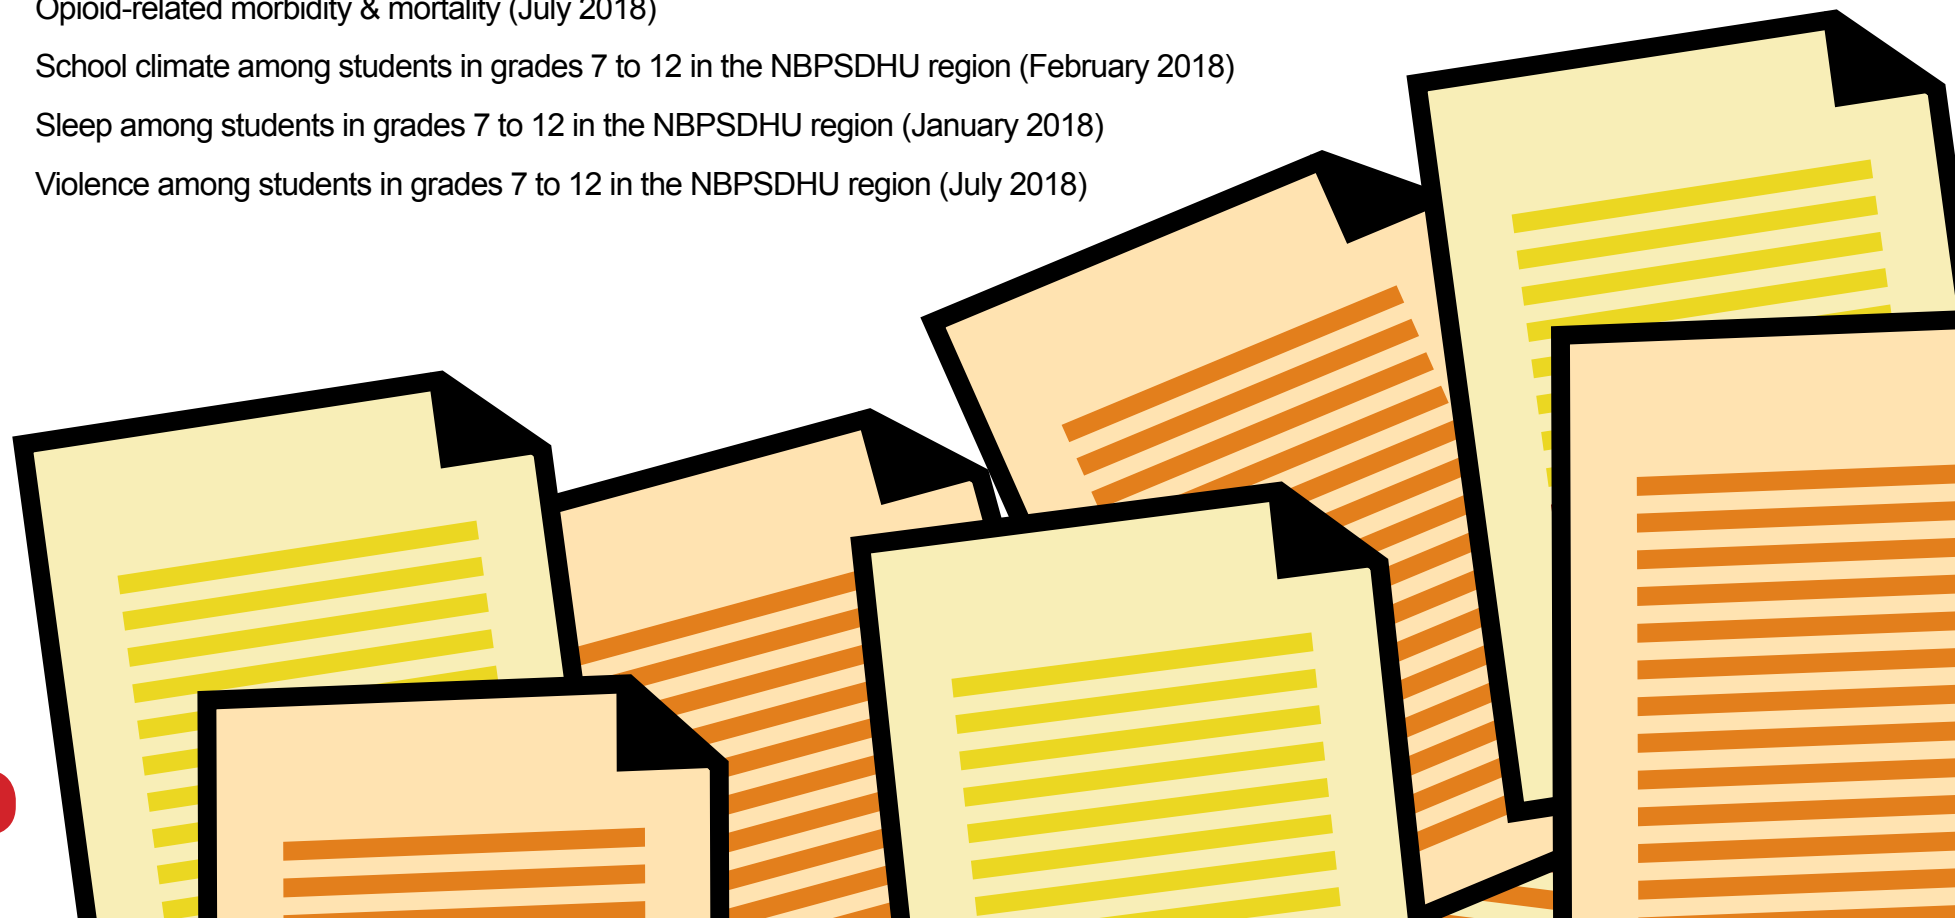 Opioid-related morbidity & mortality (July 2018)
School climate among students in grades 7 to 12 in the NBPSDHU region (February 2018)
Sleep among students in grades 7 to 12 in the NBPSDHU region (January 2018)
Violence among students in grades 7 to 12 in the NBPSDHU region (July 2018)